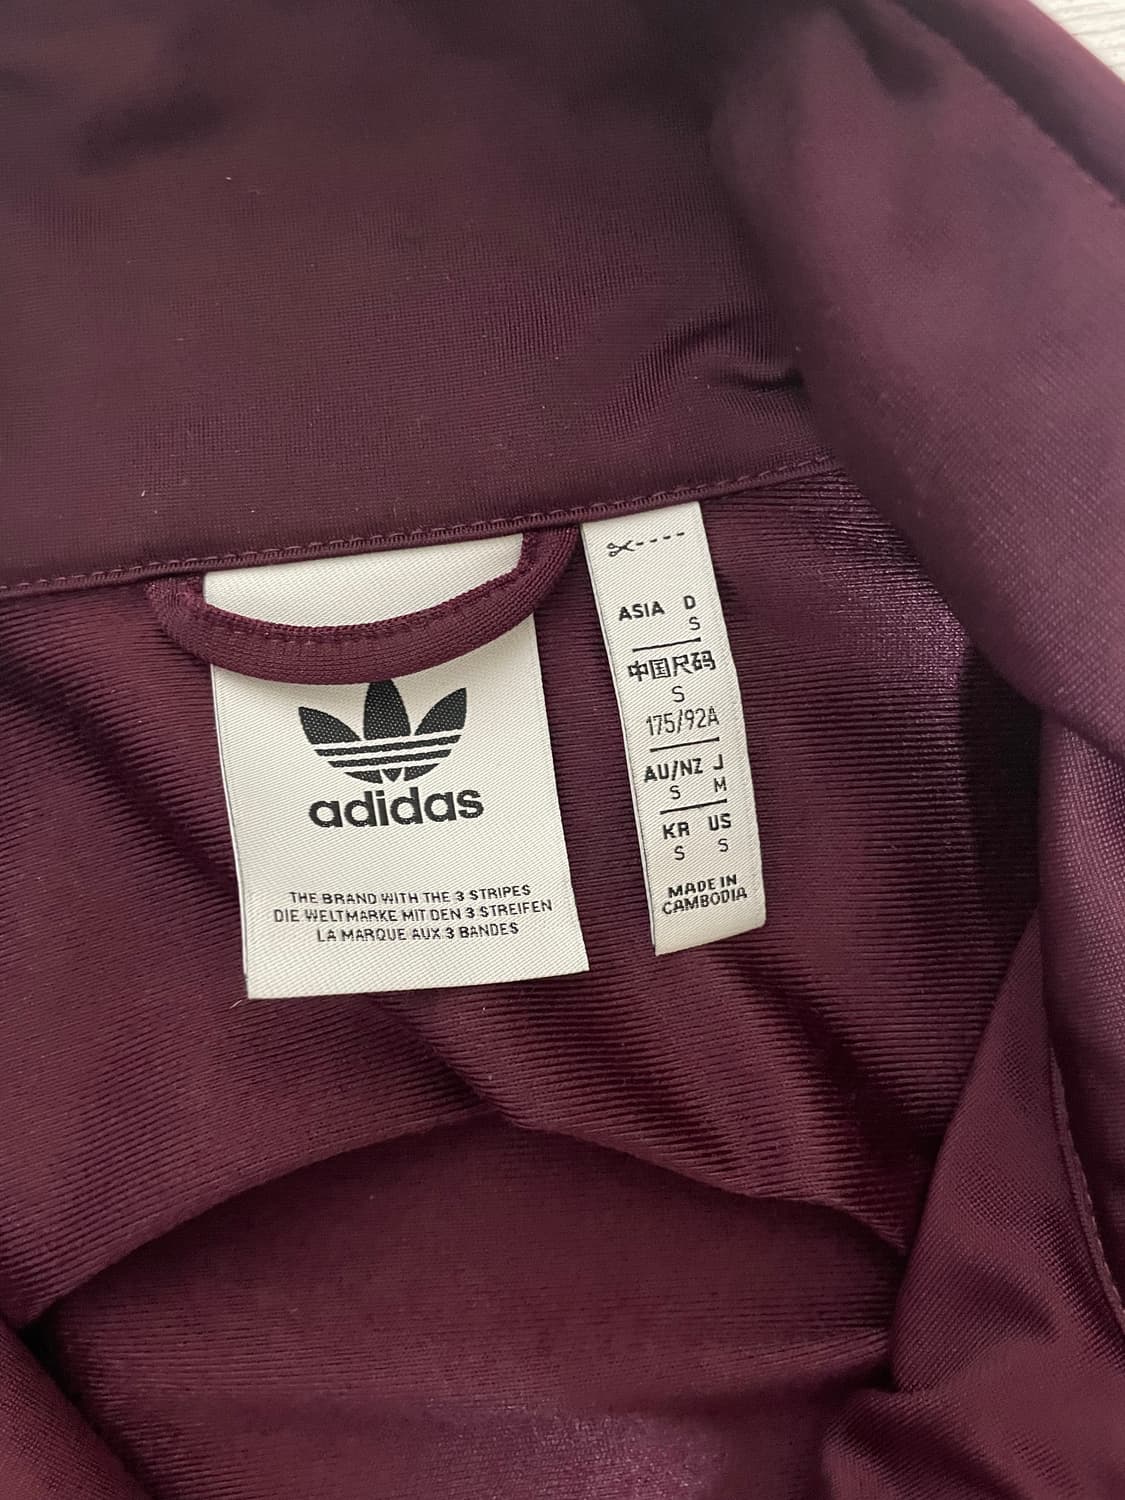 adidas
THE BRAND WITH THE 3 STRIPES
DIE WELTMARKE MIT DEN 3 STREIFEN
LA MARQUE AUX 3 BANDES
ASIA D
S
中国尺码
S
175/92A
AU/NZ J
S M
KR US
S S
MADE IN
CAMBODIA